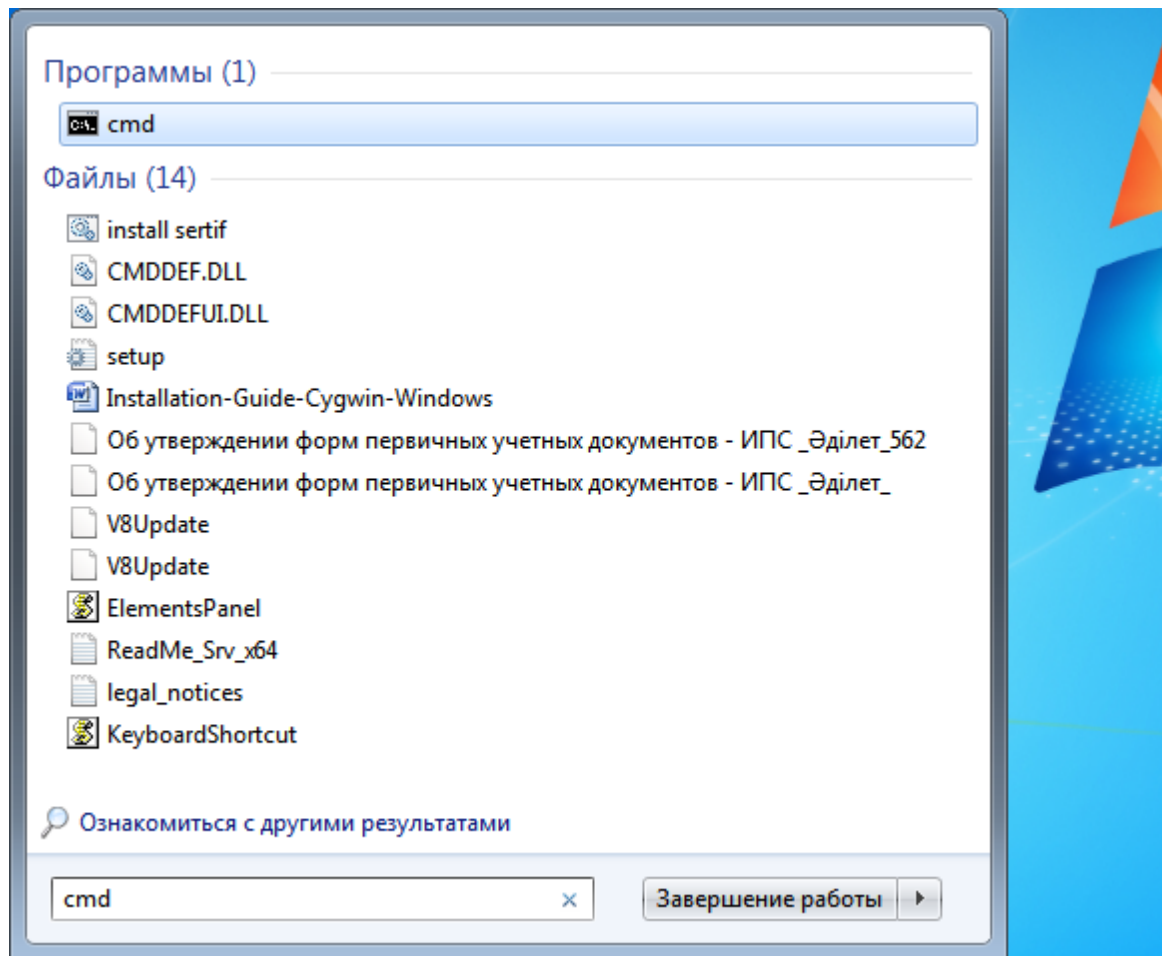 Программы (1)
cmd
Файлы (14)
install sertif
CMDDEF.DLL
CMDDEFUI.DLL
setup
Installation-Guide-Cygwin-Windows
Об утверждении форм первичных учетных документов - ИПС _Әділет_562
Об утверждении форм первичных учетных документов - ИПС _Әділет_
V8Update
V8Update
ElementsPanel
ReadMe_Srv_x64
legal_notices
KeyboardShortcut
Ознакомиться с другими результатами
cmd
Завершение работы